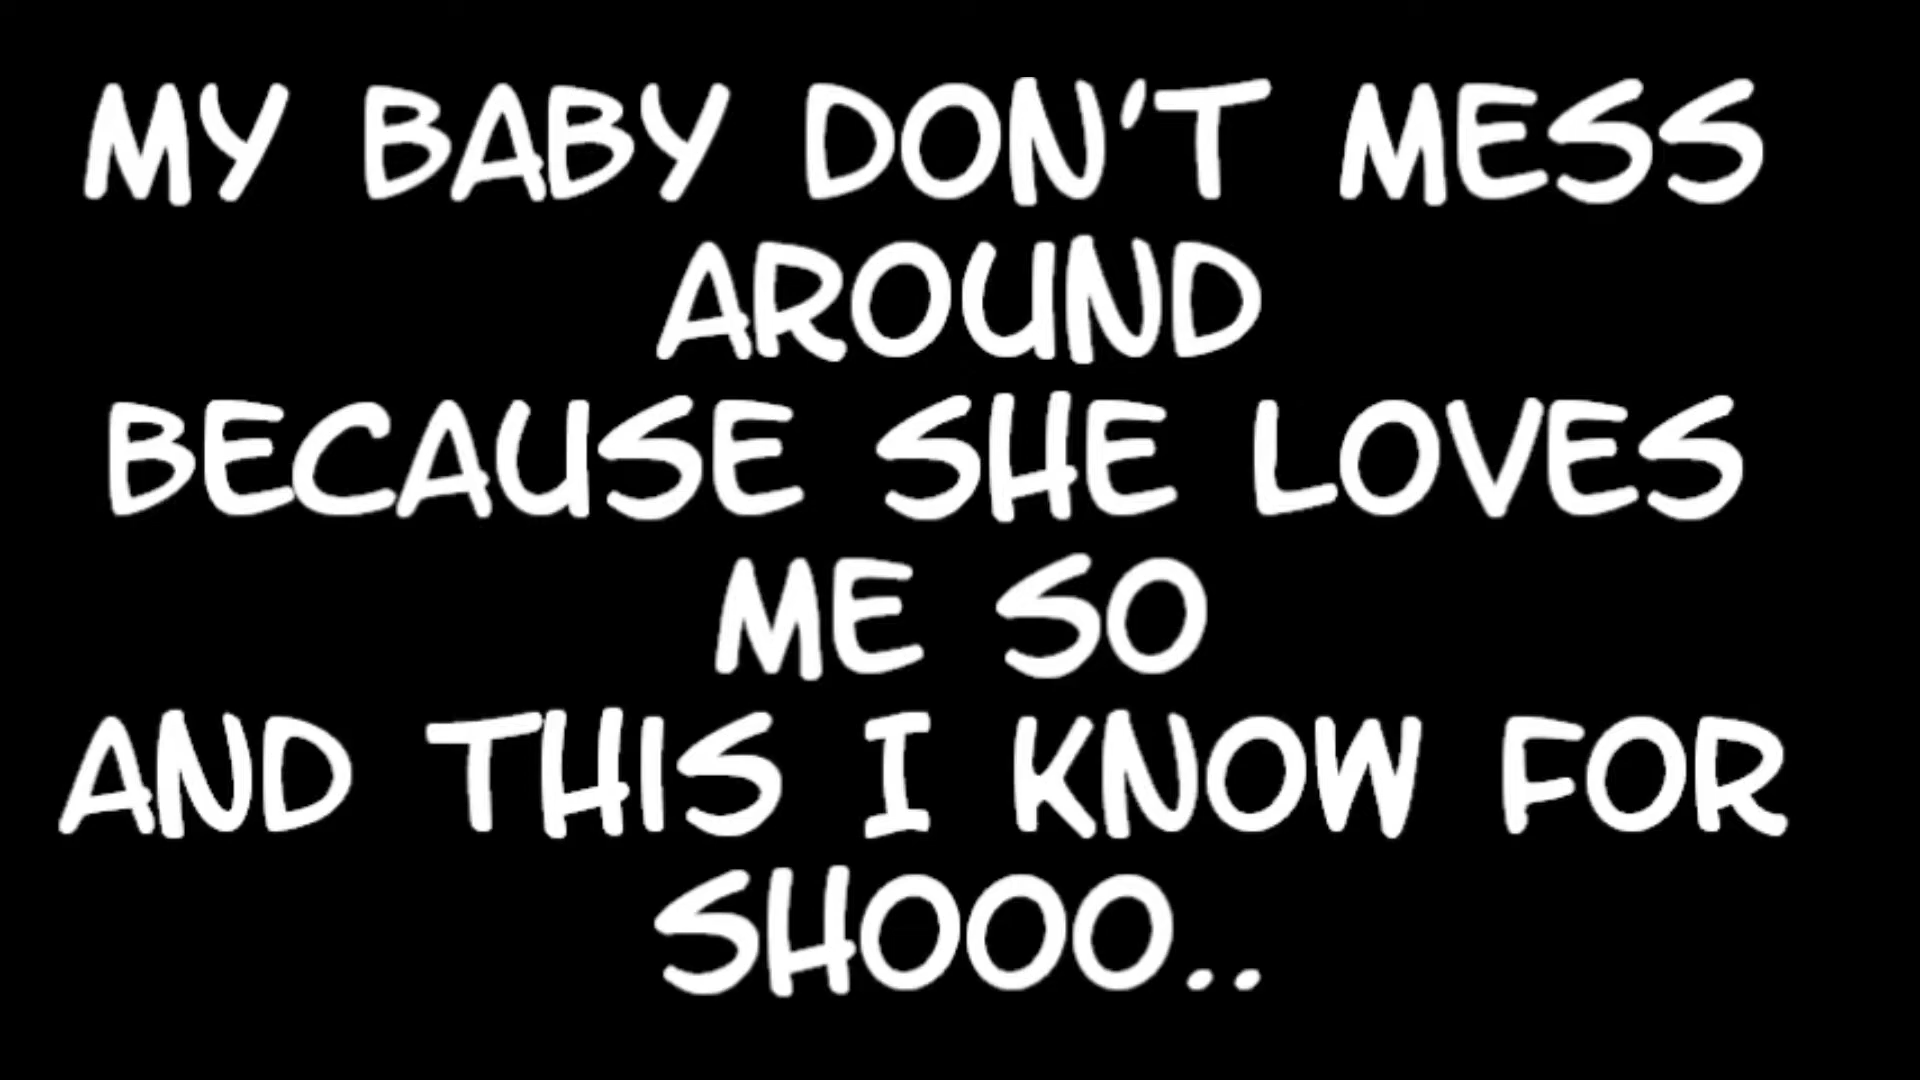 MY BABY DON'T MESS
AROUND
BECAUSE SHE LOVES
ME SO
AND THIS I KNOW FOR
SHOOO..